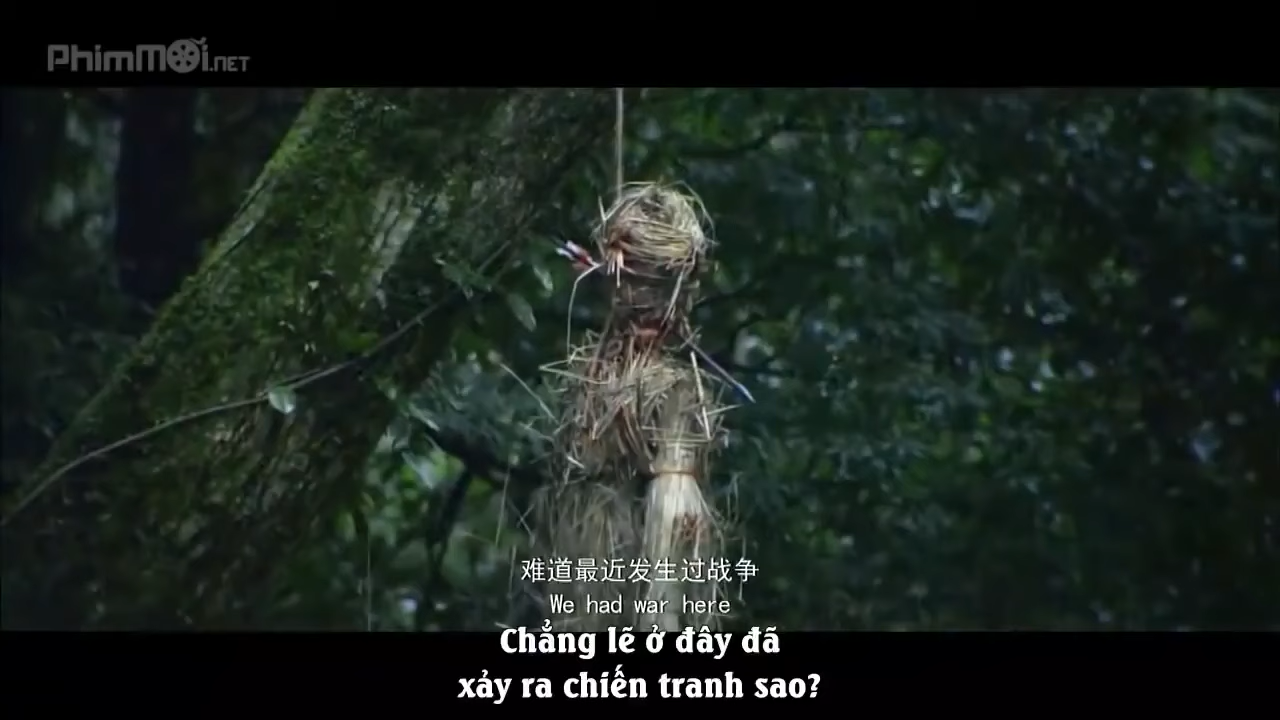 PhimMới.NET
难道最近发生过战争
We had war here
Chẳng lẽ ở đây đã
xảy ra chiến tranh sao?